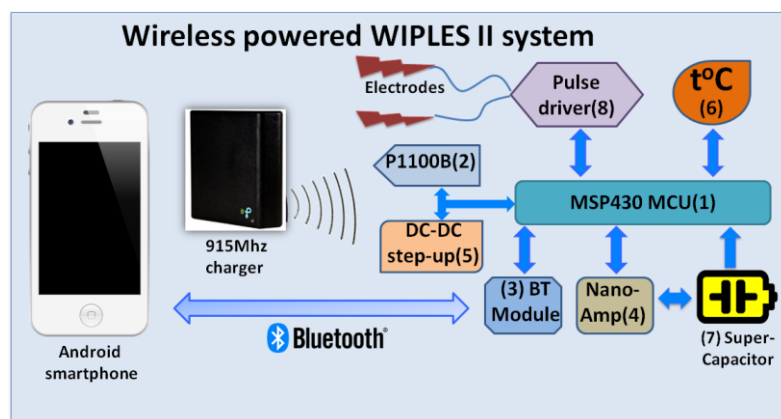 Wireless powered WIPLES II system
Electrodes
Pulse
driver(8)
t⁰C
(6)
P1100B(2)
MSP430 MCU(1)
DC-DC
step-up(5)
915Mhz
charger
(3) BT
Module
Nano-
Amp(4)
(7) Super-
Capacitor
Bluetooth®
Android
smartphone